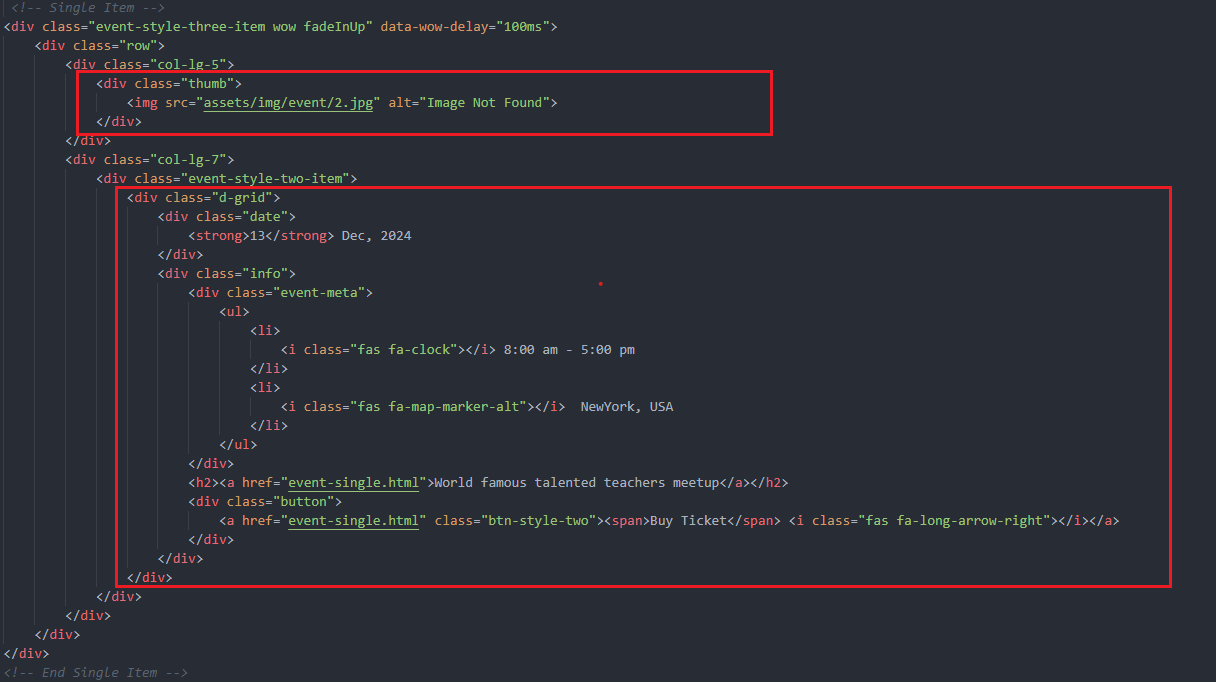 <!-- Single Item -->
<div class="event-style-three-item wow fadeInUp" data-wow-delay="100ms">
<div class="row">
<div class="col-lg-5">
<div class="thumb">
<img src="assets/img/event/2.jpg" alt="Image Not Found">
</div>
</div>
<div class="col-lg-7">
<div class="event-style-two-item">
<div class="d-grid">
<div class="date">
<strong>13</strong> Dec, 2024
</div>
<div class="info">
<div class="event-meta">
<ul>
<li>
<i class="fas fa-clock"></i> 8:00 am - 5:00 pm
</li>
<li>
<i class="fas fa-map-marker-alt"></i>  NewYork, USA
</li>
</ul>
</div>
<h2><a href="event-single.html">World famous talented teachers meetup</a></h2>
<div class="button">
<a href="event-single.html" class="btn-style-two"><span>Buy Ticket</span> <i class="fas fa-long-arrow-right"></i></a>
</div>
</div>
</div>
</div>
</div>
</div>
</div>
<!-- End Single Item -->